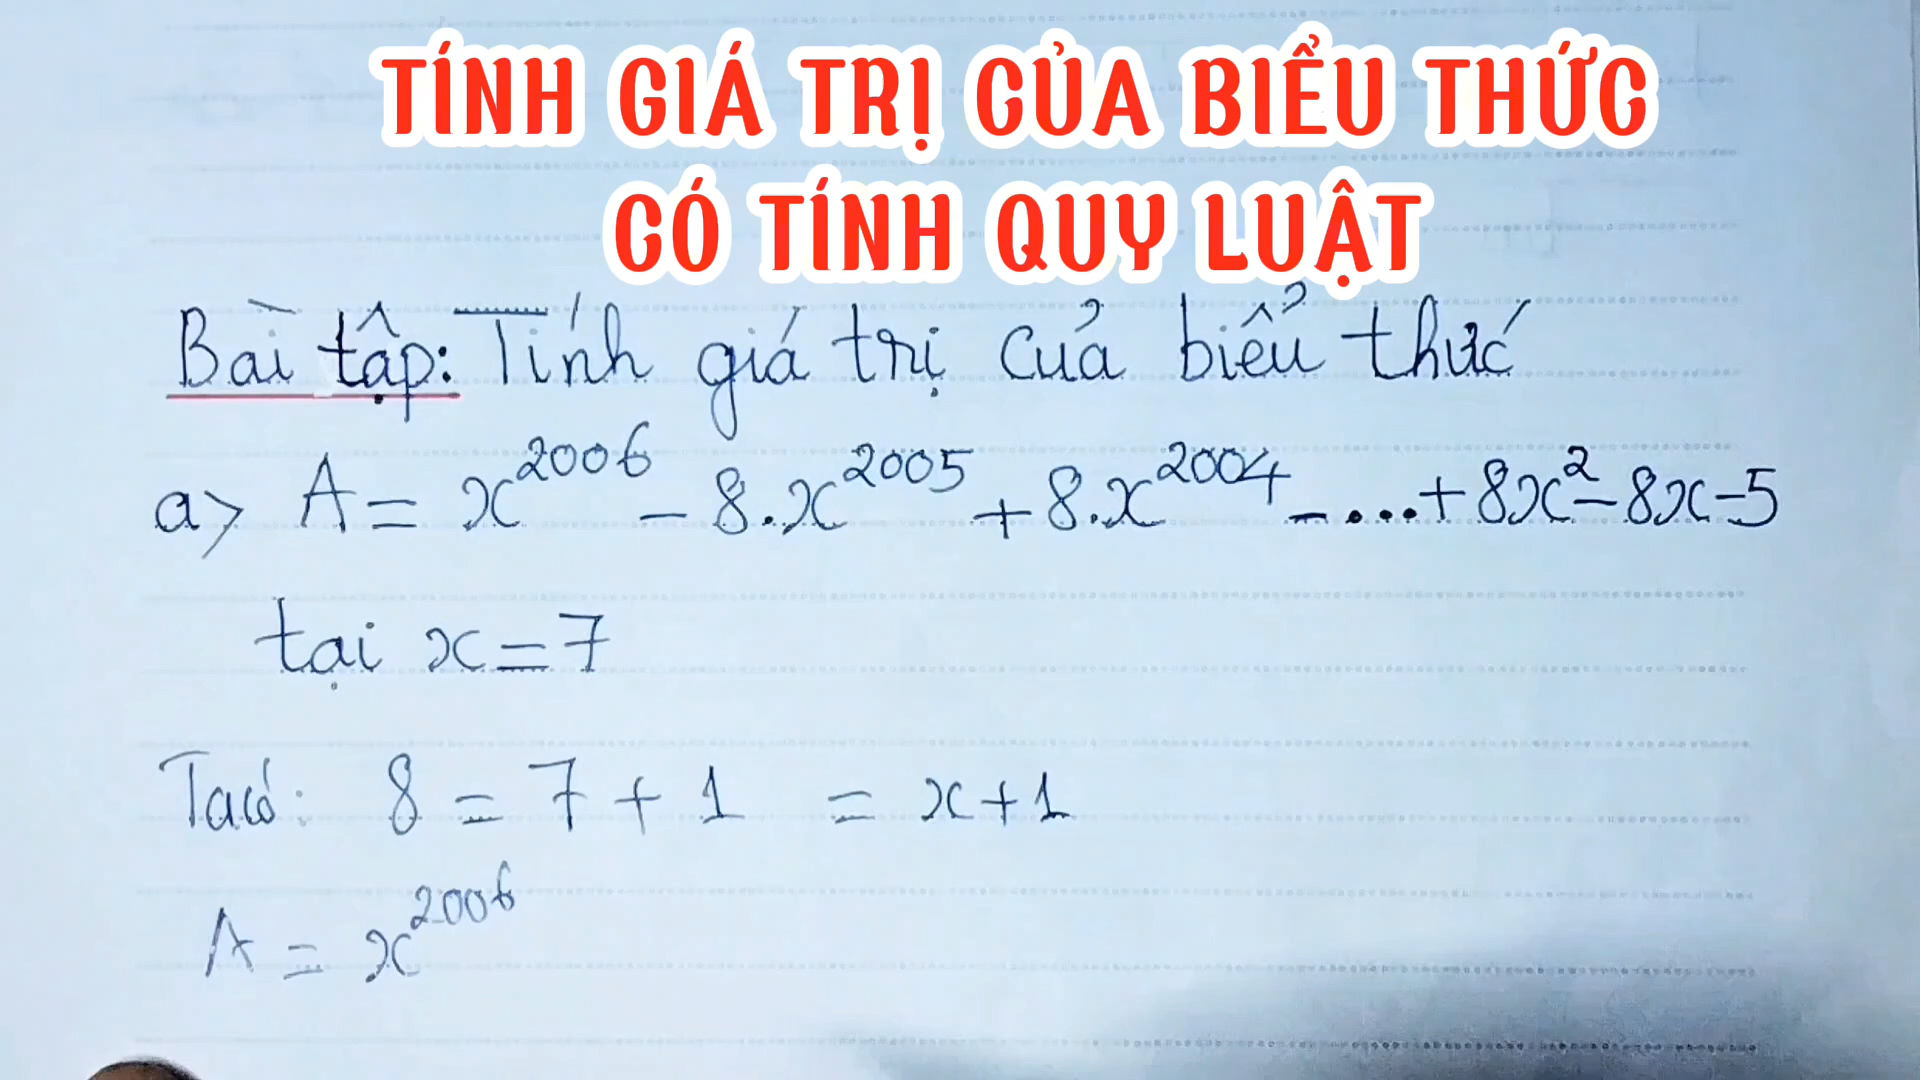 TÍNH GIÁ TRỊ CỦA BIỂU THỨC
CÓ TÍNH QUY LUẬT
Bài tập: Tính giá trị của biểu thức
a> A = x^2006 - 8.x^2005 + 8.x^2004 - .... + 8x^2 - 8x - 5
tại x = 7
Ta có: 8 = 7 + 1 = x + 1
A = x^2006